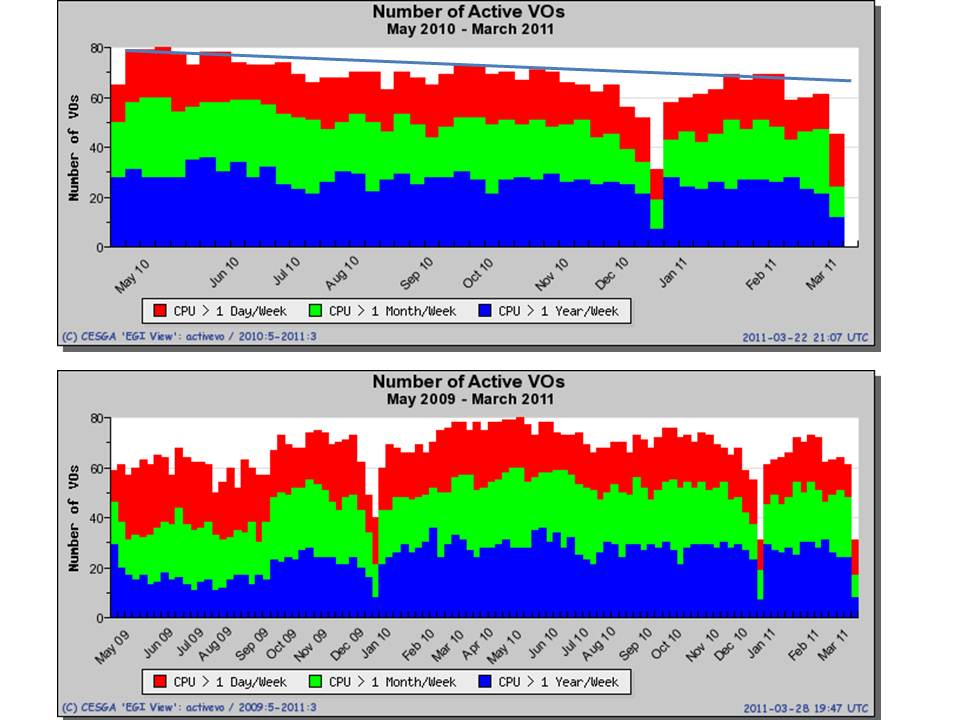 Number of Active VOs
May 2010 - March 2011
80
60
40
20
0
Number of VOs
May 10
Jun 10
Jul 10
Aug 10
Sep 10
Oct 10
Nov 10
Dec 10
Jan 11
Feb 11
Mar 11
CPU > 1 Day/Week CPU > 1 Month/Week CPU > 1 Year/Week
(C) CESGA 'EGI View': activevo / 2010:5-2011:3 2011-03-22 21:07 UTC
Number of Active VOs
May 2009 - March 2011
80
60
40
20
0
Number of VOs
May 09
Jun 09
Jul 09
Aug 09
Sep 09
Oct 09
Nov 09
Dec 09
Jan 10
Feb 10
Mar 10
Apr 10
May 10
Jun 10
Jul 10
Aug 10
Sep 10
Oct 10
Nov 10
Dec 10
Jan 11
Feb 11
Mar 11
CPU > 1 Day/Week CPU > 1 Month/Week CPU > 1 Year/Week
(C) CESGA 'EGI View': activevo / 2009:5-2011:3 2011-03-28 19:47 UTC